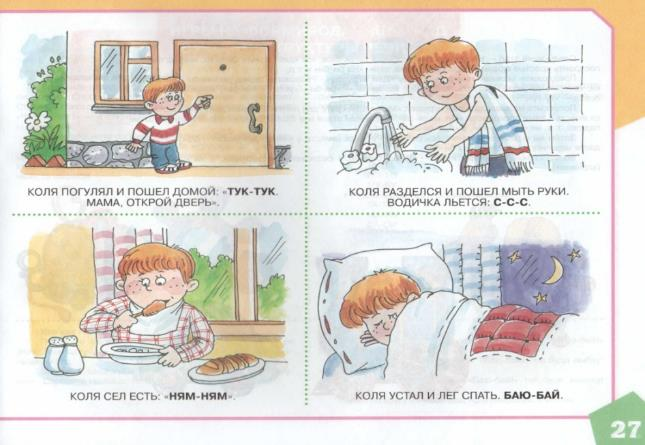 КОЛЯ ПОГУЛЯЛ И ПОШЕЛ ДОМОЙ: «ТУК-ТУК.
МАМА, ОТКРОЙ ДВЕРЬ».
КОЛЯ РАЗДЕЛСЯ И ПОШЕЛ МЫТЬ РУКИ.
ВОДИЧКА ЛЬЕТСЯ: С-С-С.
КОЛЯ СЕЛ ЕСТЬ: «НЯМ-НЯМ».
КОЛЯ УСТАЛ И ЛЕГ СПАТЬ. БАЮ-БАЙ.
27